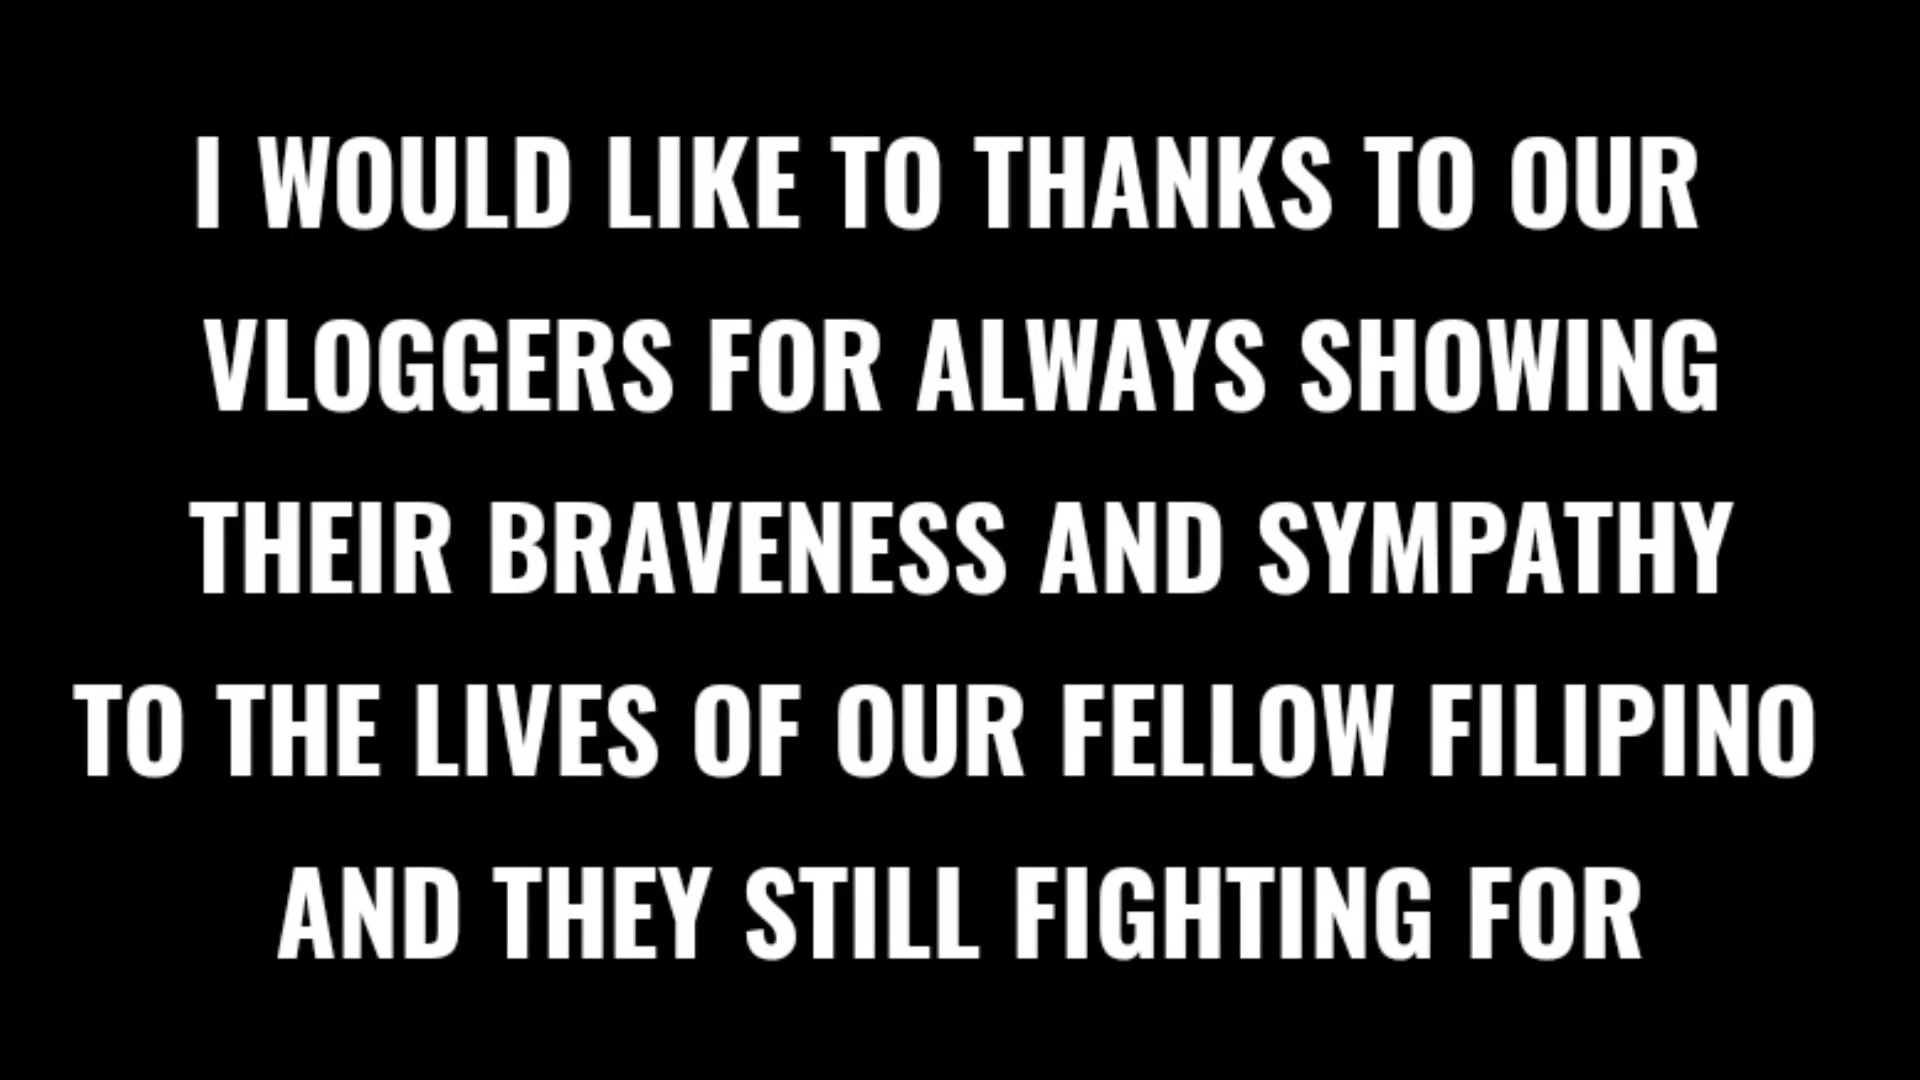 I WOULD LIKE TO THANKS TO OUR
VLOGGERS FOR ALWAYS SHOWING
THEIR BRAVENESS AND SYMPATHY
TO THE LIVES OF OUR FELLOW FILIPINO
AND THEY STILL FIGHTING FOR